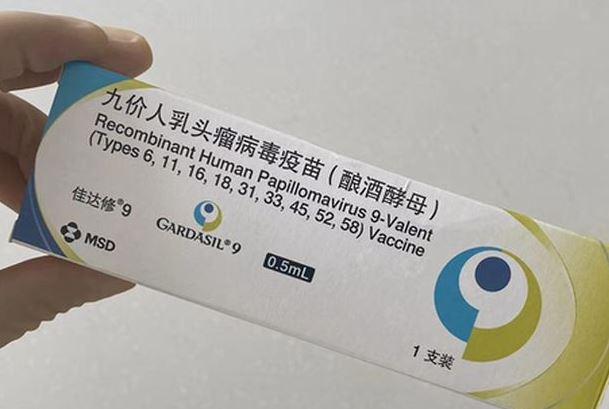 九价人乳头瘤病毒疫苗（酿酒酵母）
Recombinant Human Papillomavirus 9-Valent
(Types 6, 11, 16, 18, 31, 33, 45, 52, 58) Vaccine
佳达修®9
GARDASIL®9
MSD
0.5mL
1 支装